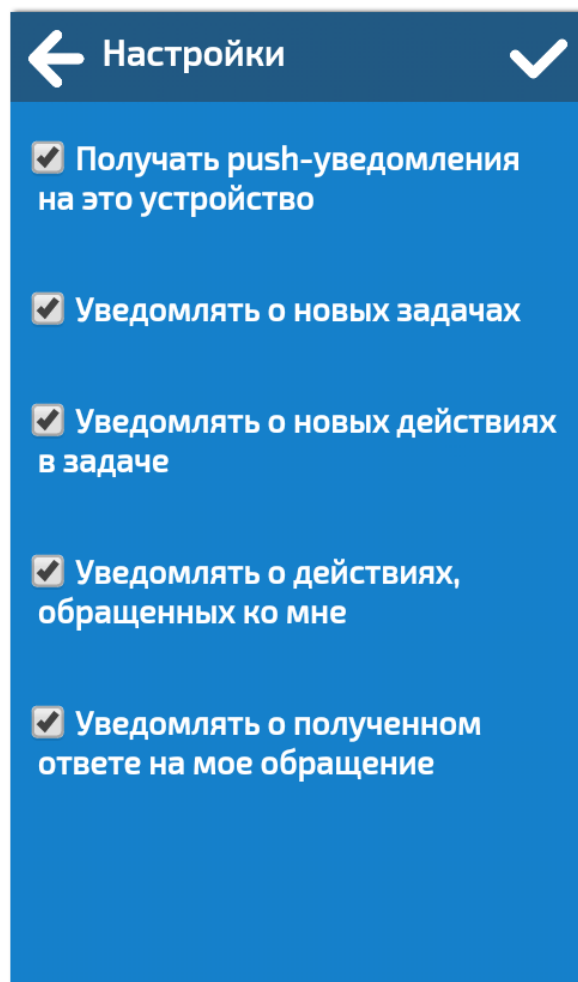 Настройки
Получать push-уведомления
на это устройство
Уведомлять о новых задачах
Уведомлять о новых действиях
в задаче
Уведомлять о действиях,
обращенных ко мне
Уведомлять о полученном
ответе на мое обращение